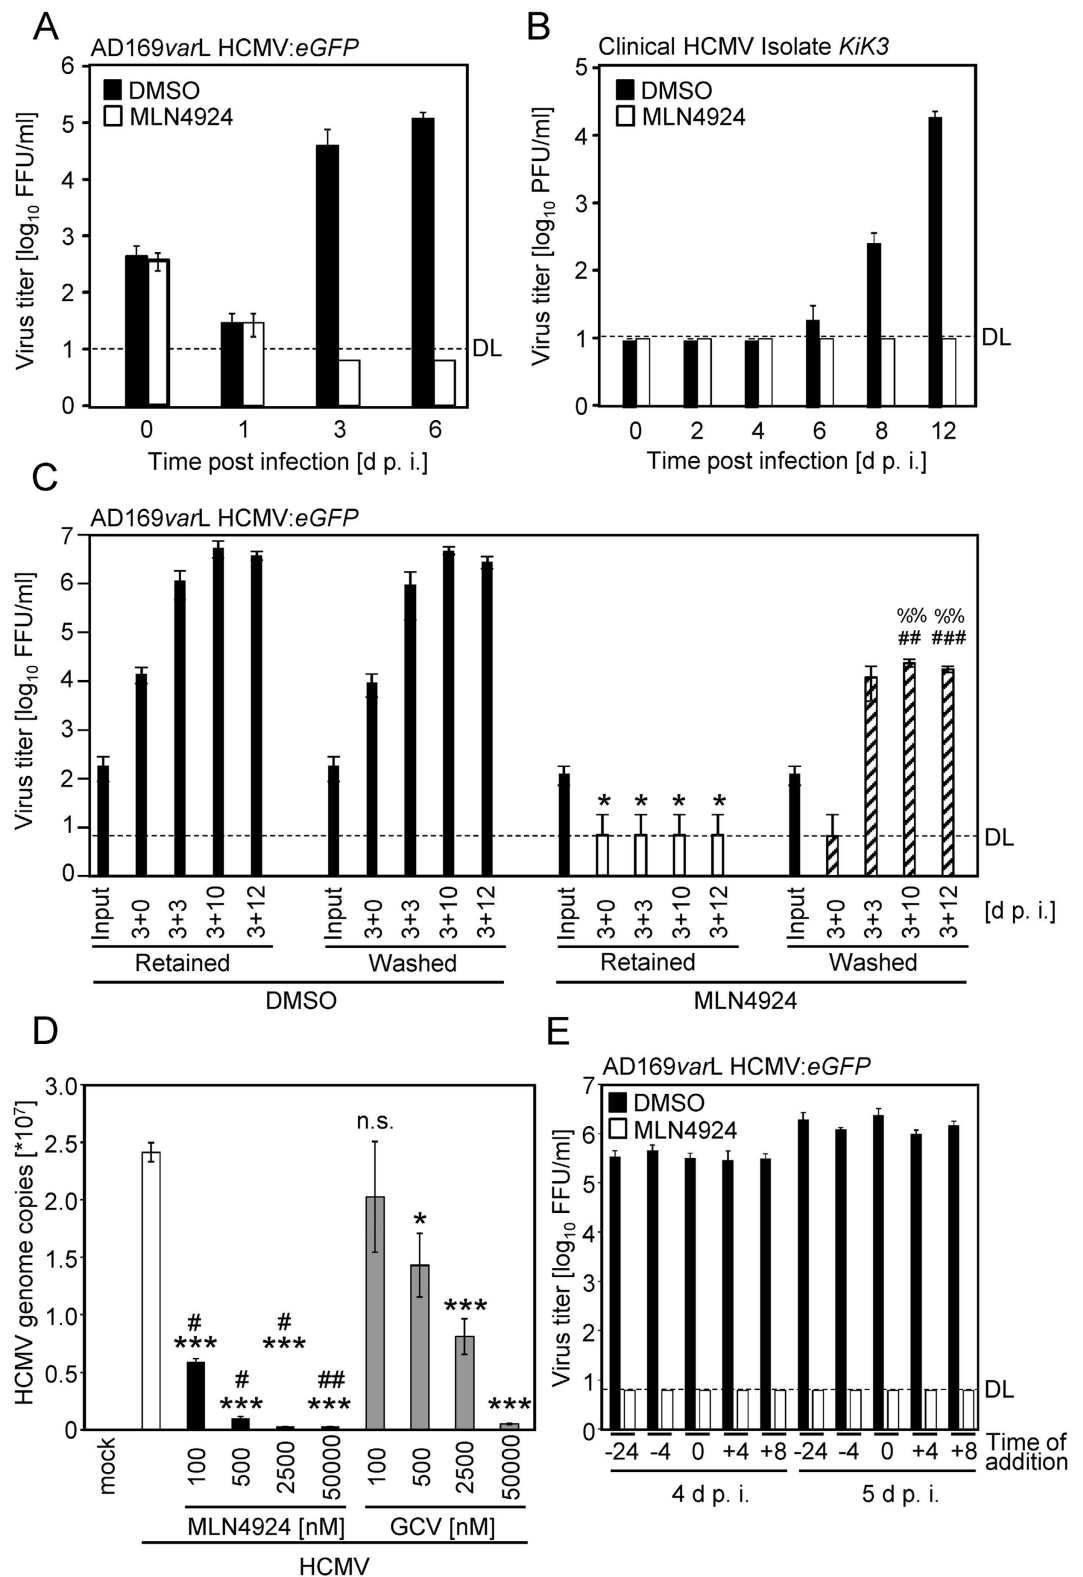 A
AD169varL HCMV:eGFP
DMSO
MLN4924
Virus titer [log10 FFU/ml]
6
5
4
3
2
1
0
DL
0 1 3 6
Time post infection [d p. i.]
B
Clinical HCMV Isolate KiK3
DMSO
MLN4924
Virus titer [log10 PFU/ml]
5
4
3
2
1
0
DL
0 2 4 6 8 12
Time post infection [d p. i.]
C
AD169varL HCMV:eGFP
Virus titer [log10 FFU/ml]
7
6
5
4
3
2
1
0
%% %%
## ###
* * * *
DL
Input 3+0 3+3 3+10 3+12 Input 3+0 3+3 3+10 3+12 Input 3+0 3+3 3+10 3+12 Input 3+0 3+3 3+10 3+12
[d p. i.]
Retained Washed Retained Washed
DMSO MLN4924
D
HCMV genome copies [*107]
3.0
2.5
2.0
1.5
1.0
0.5
0
n.s.
*
***
# #
*** ***
# ##
*** *** ***
mock 100 500 2500 50000 100 500 2500 50000
MLN4924 [nM] GCV [nM]
HCMV
E
AD169varL HCMV:eGFP
DMSO
MLN4924
Virus titer [log10 FFU/ml]
7
6
5
4
3
2
1
0
DL
-24 -4 0 +4 +8 -24 -4 0 +4 +8
Time of
addition
4 d p. i. 5 d p. i.